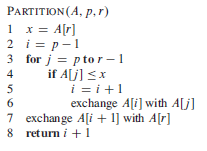 PARTITION(A, p, r)
1 x = A[r]
2 i = p − 1
3 for j = p to r − 1
4 if A[j] ≤ x
5 i = i + 1
6 exchange A[i] with A[j]
7 exchange A[i + 1] with A[r]
8 return i + 1